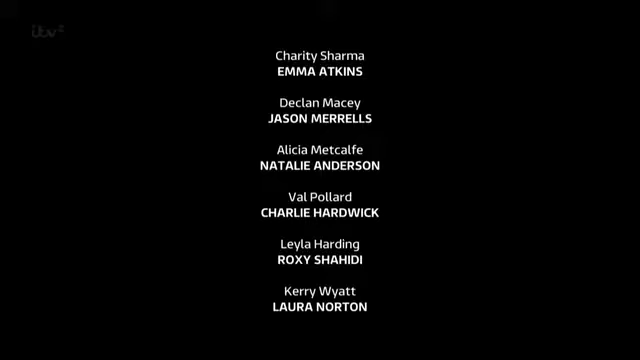 itv2
Charity Sharma
EMMA ATKINS
Declan Macey
JASON MERRELLS
Alicia Metcalfe
NATALIE ANDERSON
Val Pollard
CHARLIE HARDWICK
Leyla Harding
ROXY SHAHIDI
Kerry Wyatt
LAURA NORTON